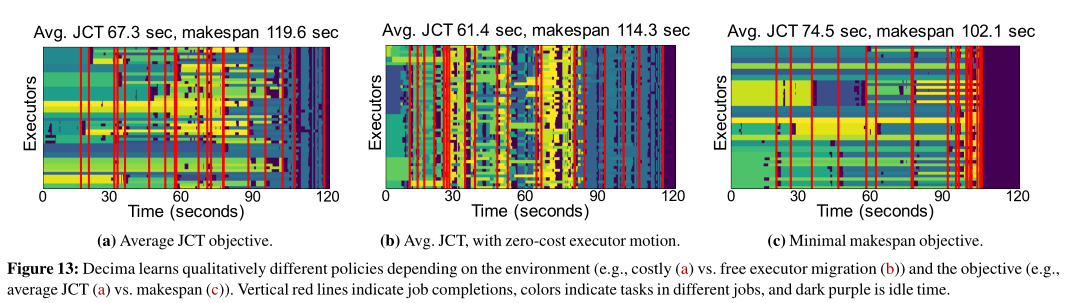 Avg. JCT 67.3 sec, makespan 119.6 sec
Executors
0 30 60 90 120
Time (seconds)
(a) Average JCT objective.
Avg. JCT 61.4 sec, makespan 114.3 sec
Executors
0 30 60 90 120
Time (seconds)
(b) Avg. JCT, with zero-cost executor motion.
Avg. JCT 74.5 sec, makespan 102.1 sec
Executors
0 30 60 90 120
Time (seconds)
(c) Minimal makespan objective.
Figure 13: Decima learns qualitatively different policies depending on the environment (e.g., costly (a) vs. free executor migration (b)) and the objective (e.g.,
average JCT (a) vs. makespan (c)). Vertical red lines indicate job completions, colors indicate tasks in different jobs, and dark purple is idle time.